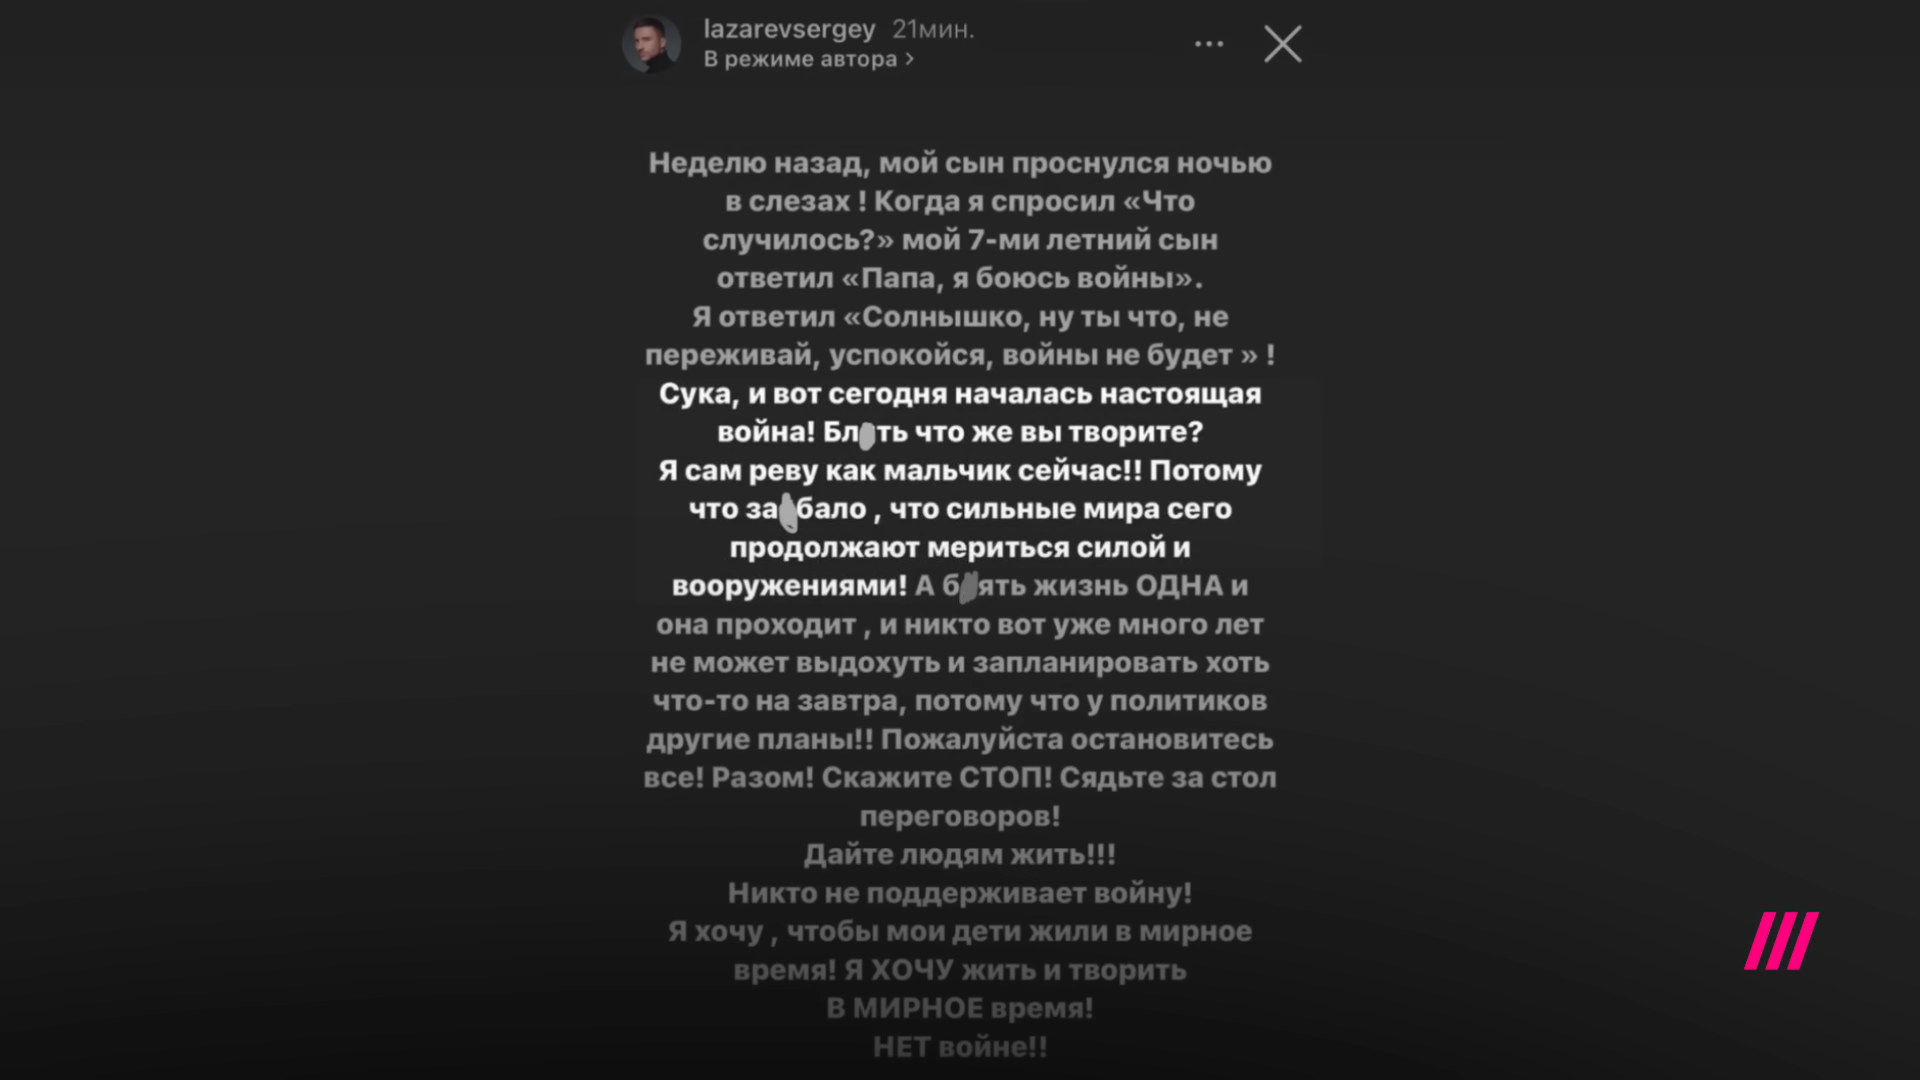 lazarevsergey 21мин.
В режиме автора >
Неделю назад, мой сын проснулся ночью
в слезах ! Когда я спросил «Что
случилось?» мой 7-ми летний сын
ответил «Папа, я боюсь войны».
Я ответил «Солнышко, ну ты что, не
переживай, успокойся, войны не будет » !
Сука, и вот сегодня началась настоящая
война! Бл ть что же вы творите?
Я сам реву как мальчик сейчас!! Потому
что за бало , что сильные мира сего
продолжают мериться силой и
вооружениями! А б ять жизнь ОДНА и
она проходит , и никто вот уже много лет
не может выдохуть и запланировать хоть
что-то на завтра, потому что у политиков
другие планы!! Пожалуйста остановитесь
все! Разом! Скажите СТОП! Сядьте за стол
переговоров!
Дайте людям жить!!!
Никто не поддерживает войну!
Я хочу , чтобы мои дети жили в мирное
время! Я ХОЧУ жить и творить
В МИРНОЕ время!
НЕТ войне!!